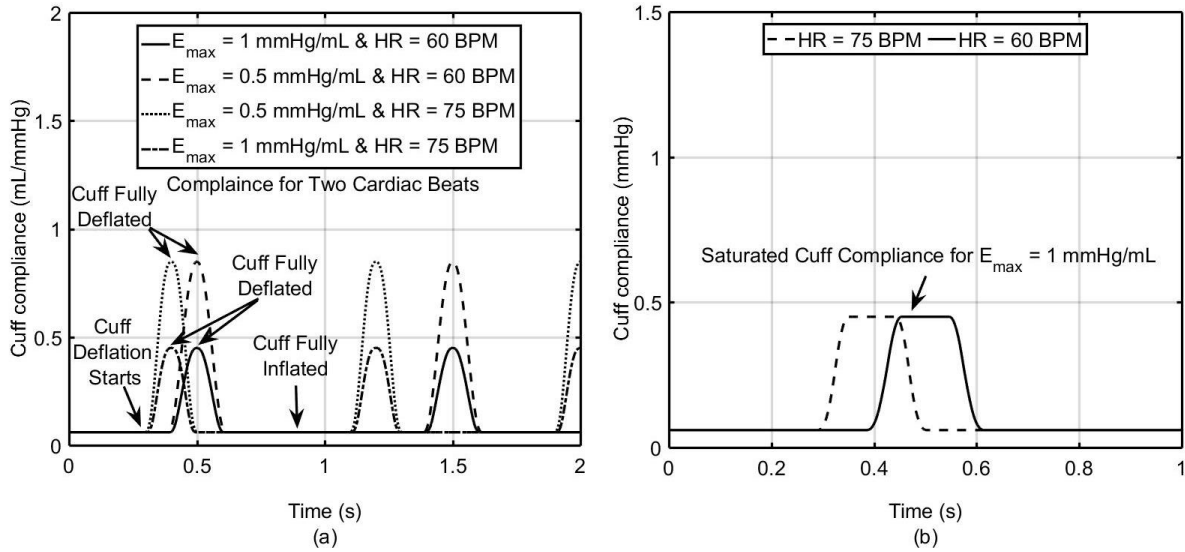 E_max = 1 mmHg/mL & HR = 60 BPM
E_max = 0.5 mmHg/mL & HR = 60 BPM
E_max = 0.5 mmHg/mL & HR = 75 BPM
E_max = 1 mmHg/mL & HR = 75 BPM
Complaince for Two Cardiac Beats
Cuff Fully
Deflated
Cuff Fully
Deflated
Cuff
Deflation
Starts
Cuff Fully
Inflated
Cuff compliance (mL/mmHg)
2
1.5
1
0.5
0
0
0.5
1
1.5
2
Time (s)
(a)
HR = 75 BPM
HR = 60 BPM
Saturated Cuff Compliance for E_max = 1 mmHg/mL
Cuff compliance (mmHg)
1.5
1
0.5
0
0
0.2
0.4
0.6
0.8
1
Time (s)
(b)